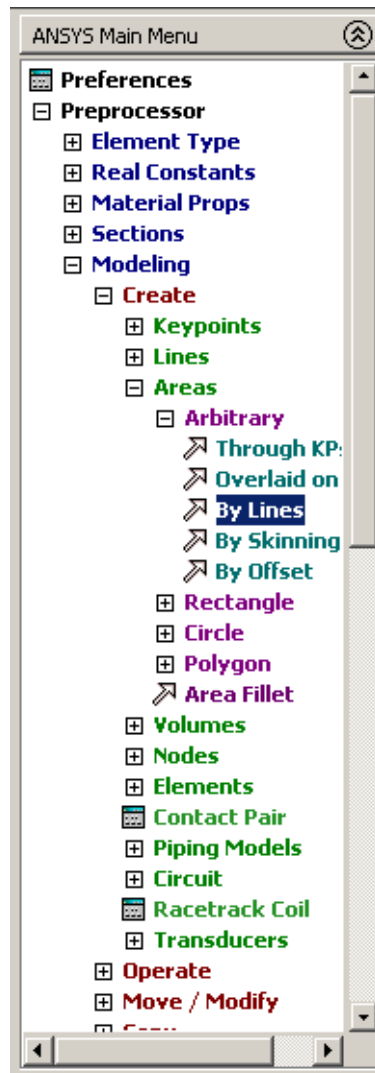 ANSYS Main Menu
Preferences
Preprocessor
Element Type
Real Constants
Material Props
Sections
Modeling
Create
Keypoints
Lines
Areas
Arbitrary
Through KP
Overlaid on
By Lines
By Skinning
By Offset
Rectangle
Circle
Polygon
Area Fillet
Volumes
Nodes
Elements
Contact Pair
Piping Models
Circuit
Racetrack Coil
Transducers
Operate
Move / Modify